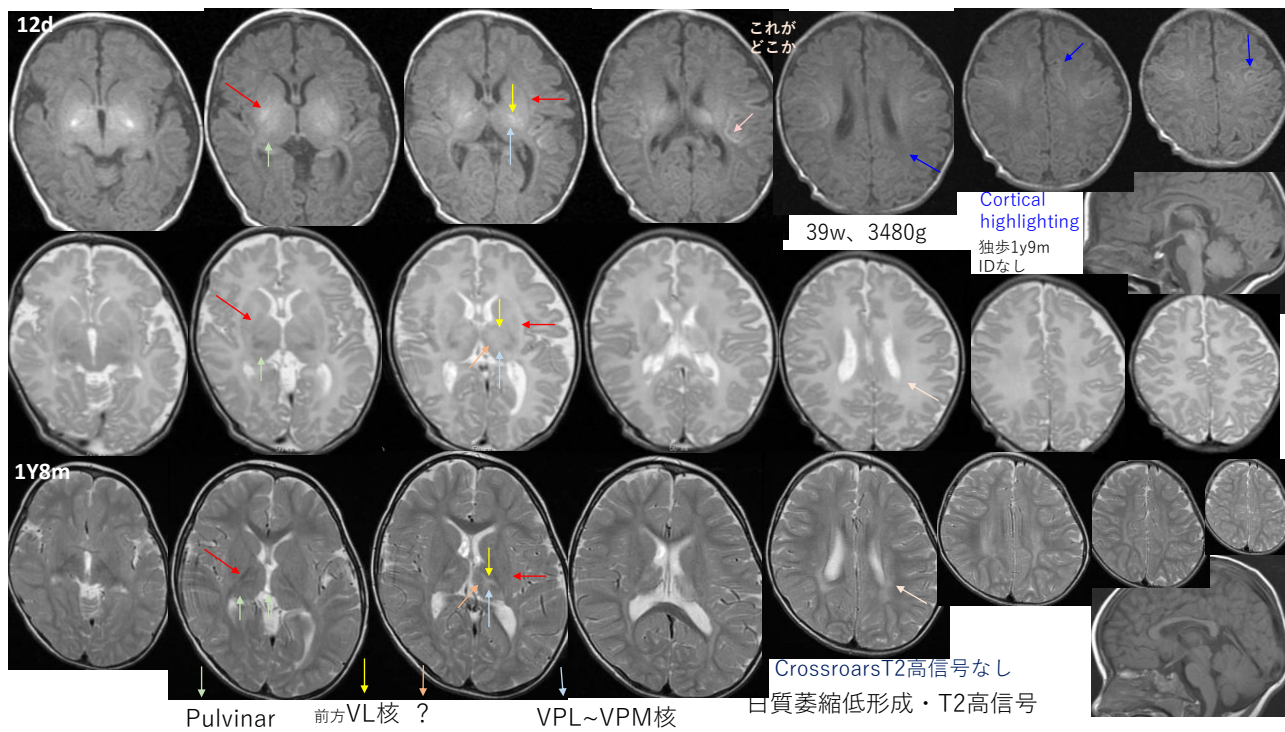 12d
これが
どこか
39w、3480g
Cortical
highlighting
独歩1y9m
IDなし
1Y8m
CrossroarsT2高信号なし
白質萎縮低形成・T2高信号
Pulvinar
前方VL核
?
VPL~VPM核